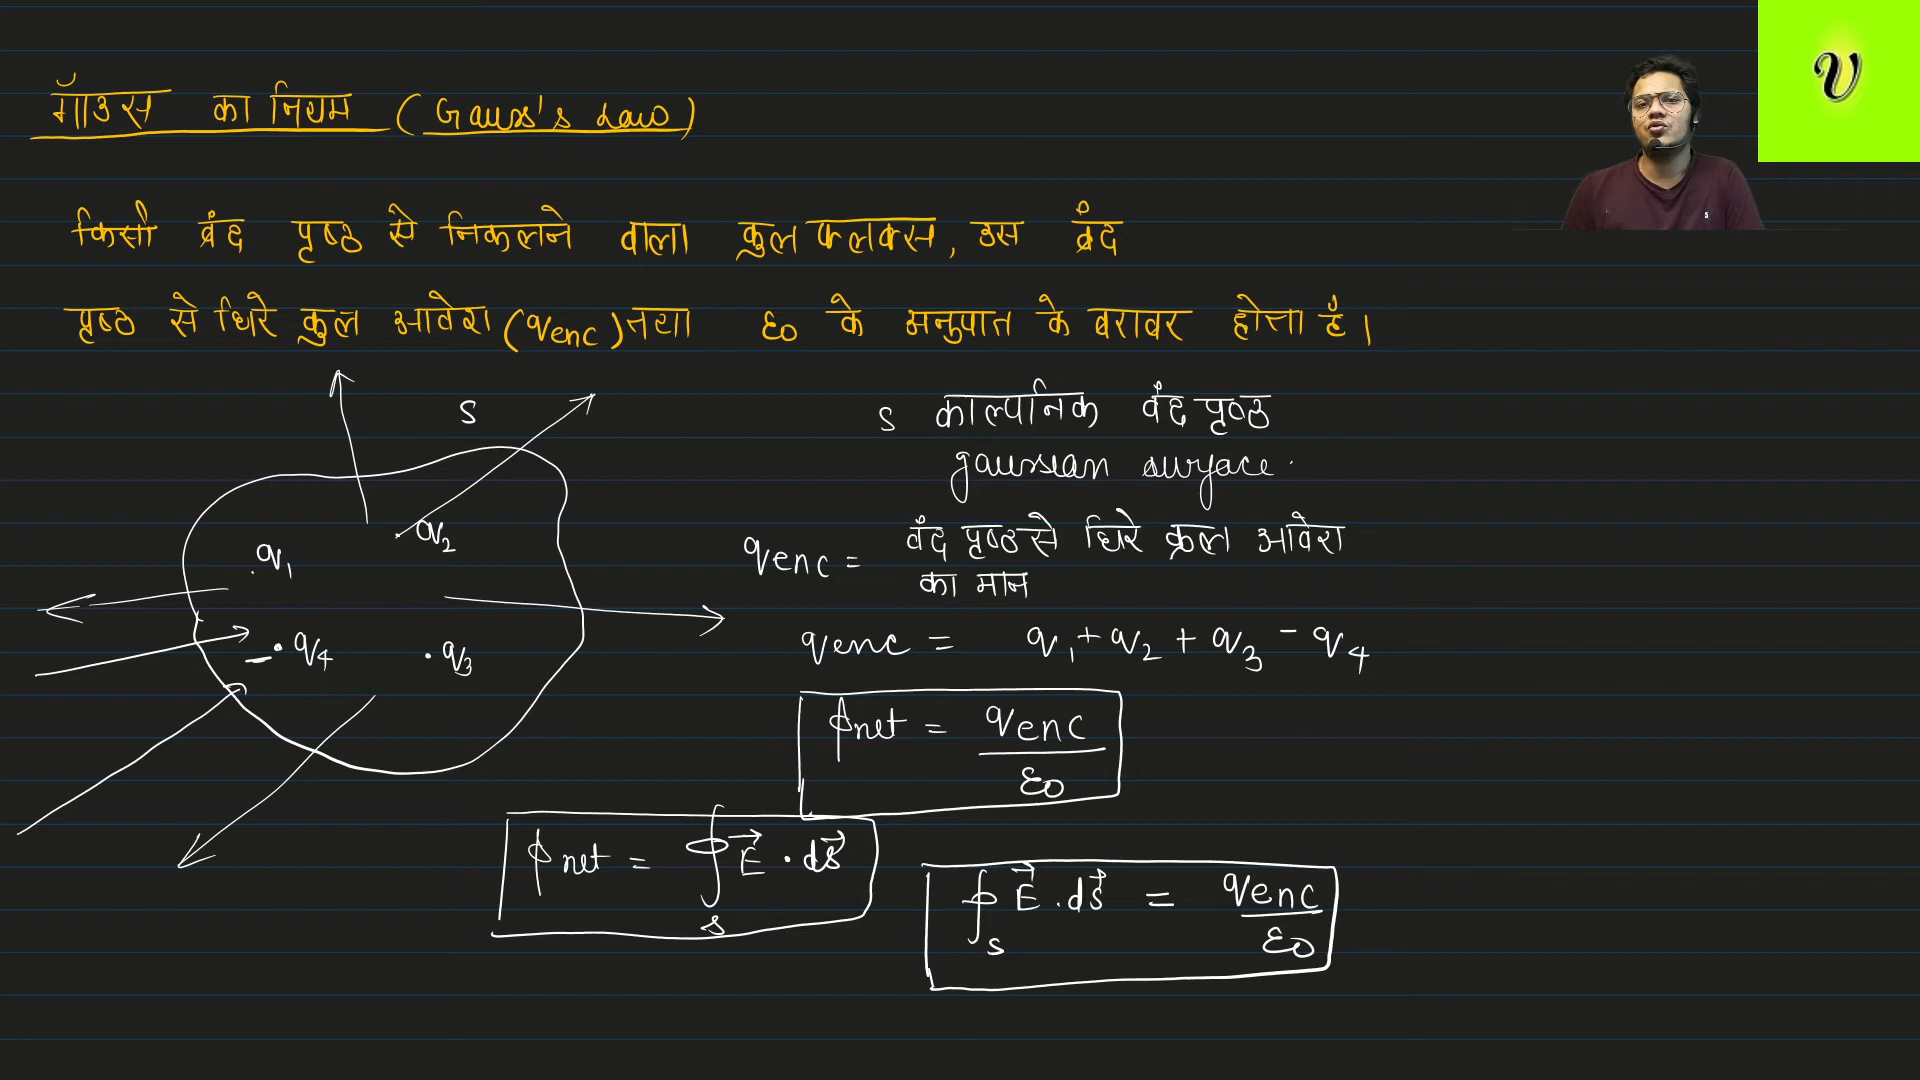 गॉउस का नियम (Gauss's Law)
किसी बंद पृष्ठ से निकलने वाला कुल फ्लक्स, उस बंद
पृष्ठ से घिरे कुल आवेश (qenc) तथा ε0 के अनुपात के बराबर होता है।
S
S काल्पनिक बंद पृष्ठ
gaussian surface.
q1
q2
-q4
q3
qenc = बंद पृष्ठ से घिरे कुल आवेश
का मान
qenc = q1 + q2 + q3 - q4
ϕnet = qenc/ε0
ϕnet = ∮S E⃗ · ds⃗
∮S E⃗ . ds⃗ = qenc/ε0
υ